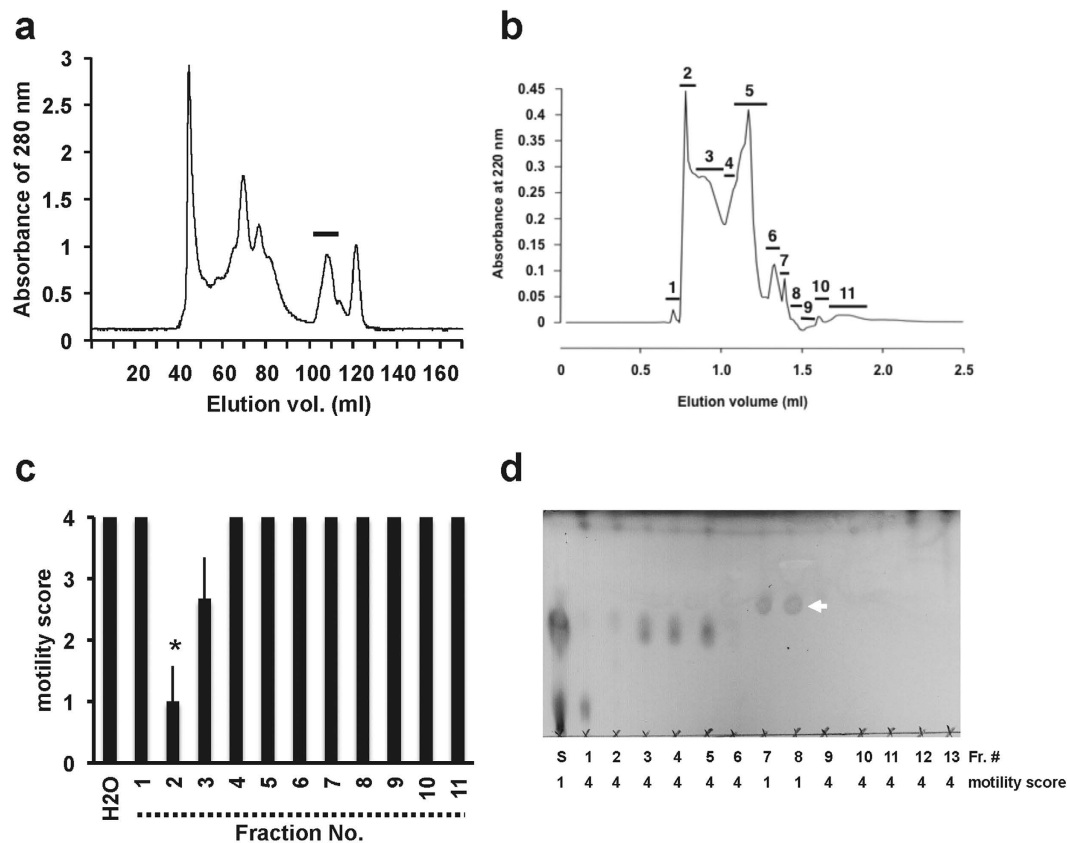 a
3
2.5
2
1.5
1
0.5
0
Absorbance of 280 nm
20 40 60 80 100 120 140 160
Elution vol. (ml)
b
0.45
0.4
0.35
0.3
0.25
0.2
0.15
0.1
0.05
0
Absorbance at 220 nm
1 2 3 4 5 6 7 8 9 10 11
0 0.5 1.0 1.5 2.0 2.5
Elution volume (ml)
c
4
3
2
1
0
motility score
*
H2O 1 2 3 4 5 6 7 8 9 10 11
Fraction No.
d
S 1 2 3 4 5 6 7 8 9 10 11 12 13 Fr. #
1 4 4 4 4 4 4 1 1 4 4 4 4 4 motility score